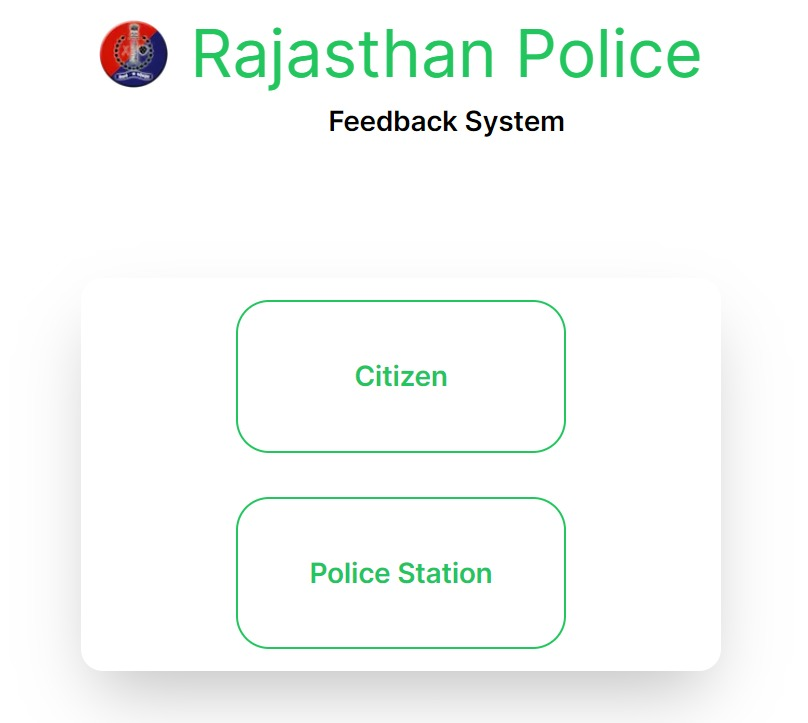 Rajasthan Police
Feedback System
Citizen
Police Station